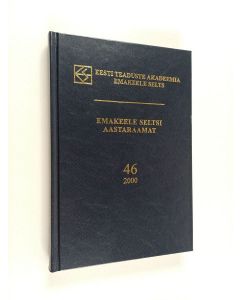 EESTI TEADUSTE AKADEEMIA
EMAKEELE SELTS
EMAKEELE SELTSI
AASTARAAMAT
46
2000